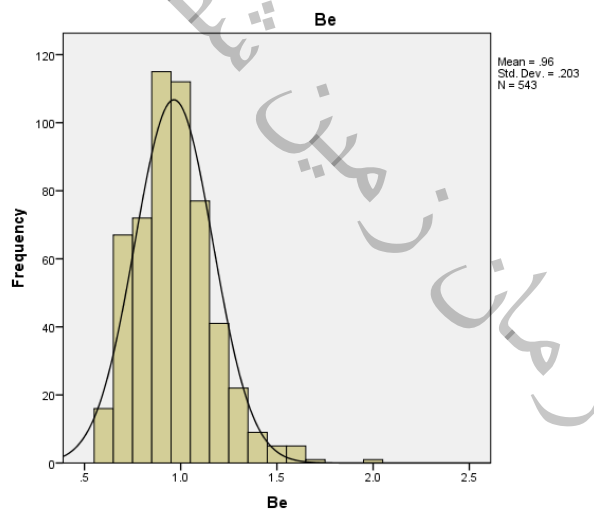 Be
Mean = .96
Std. Dev. = .203
N = 543
120
100
80
60
40
20
0
Frequency
.5 1.0 1.5 2.0 2.5
Be
زمین